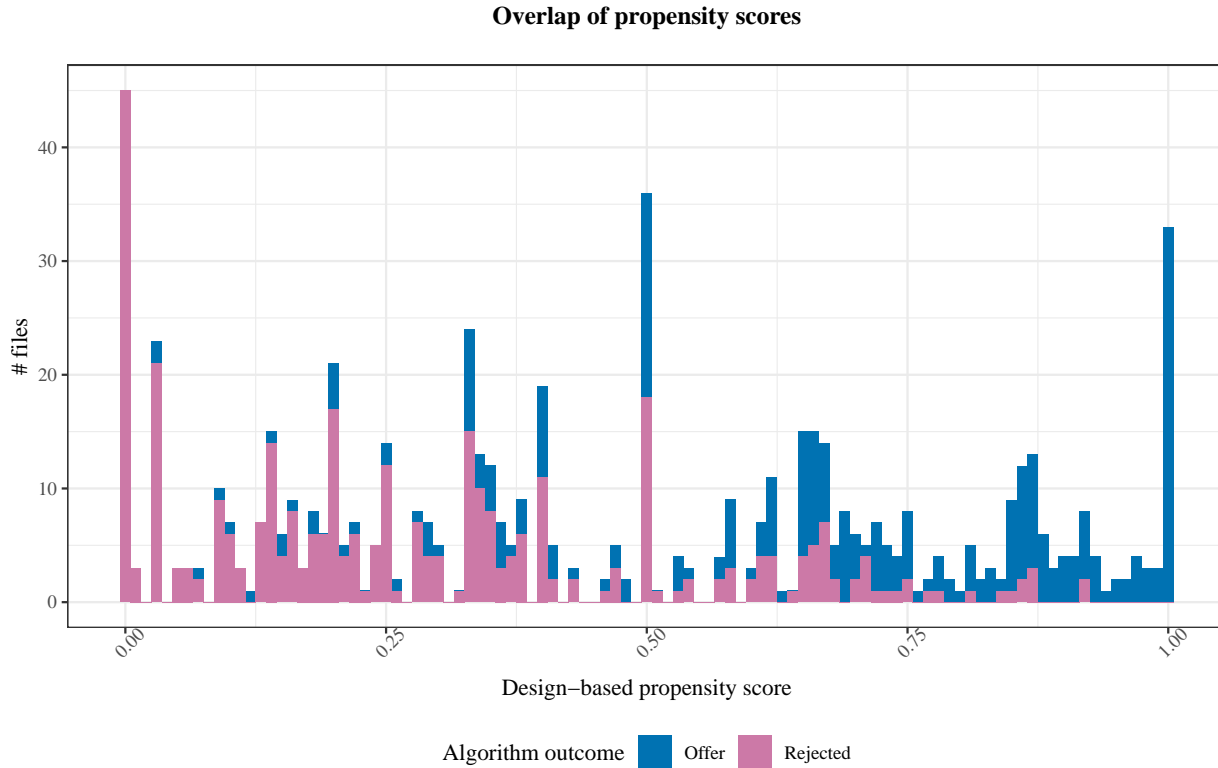 Overlap of propensity scores
# files
40
30
20
10
0
0.00
0.25
0.50
0.75
1.00
Design−based propensity score
Algorithm outcome Offer Rejected